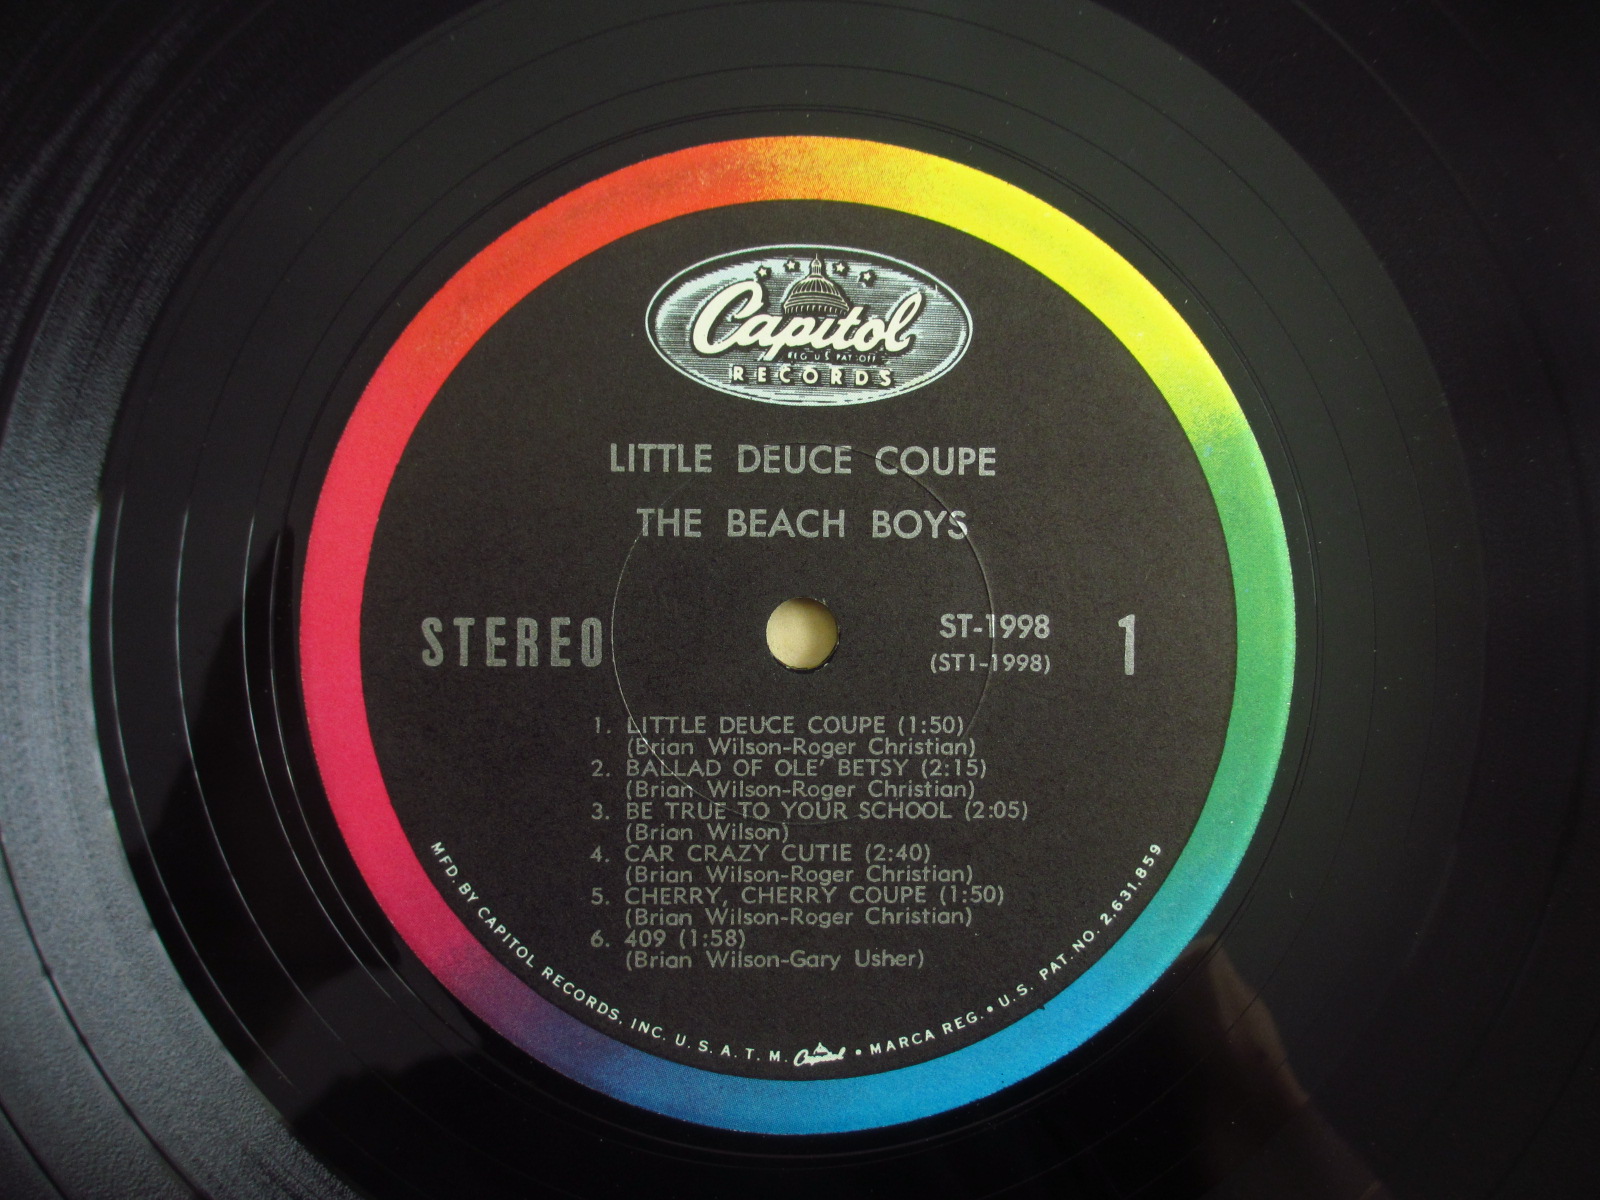 Capitol
REG. U.S. PAT. OFF.
RECORDS
LITTLE DEUCE COUPE
THE BEACH BOYS
STEREO
ST-1998
(ST1-1998)
1
1. LITTLE DEUCE COUPE (1:50)
(Brian Wilson-Roger Christian)
2. BALLAD OF OLE' BETSY (2:15)
(Brian Wilson-Roger Christian)
3. BE TRUE TO YOUR SCHOOL (2:05)
(Brian Wilson)
4. CAR CRAZY CUTIE (2:40)
(Brian Wilson-Roger Christian)
5. CHERRY, CHERRY COUPE (1:50)
(Brian Wilson-Roger Christian)
6. 409 (1:58)
(Brian Wilson-Gary Usher)
MFD. BY CAPITOL RECORDS, INC. U. S. A. T. M. Capitol • MARCA REG. • U.S. PAT. NO. 2,631,859